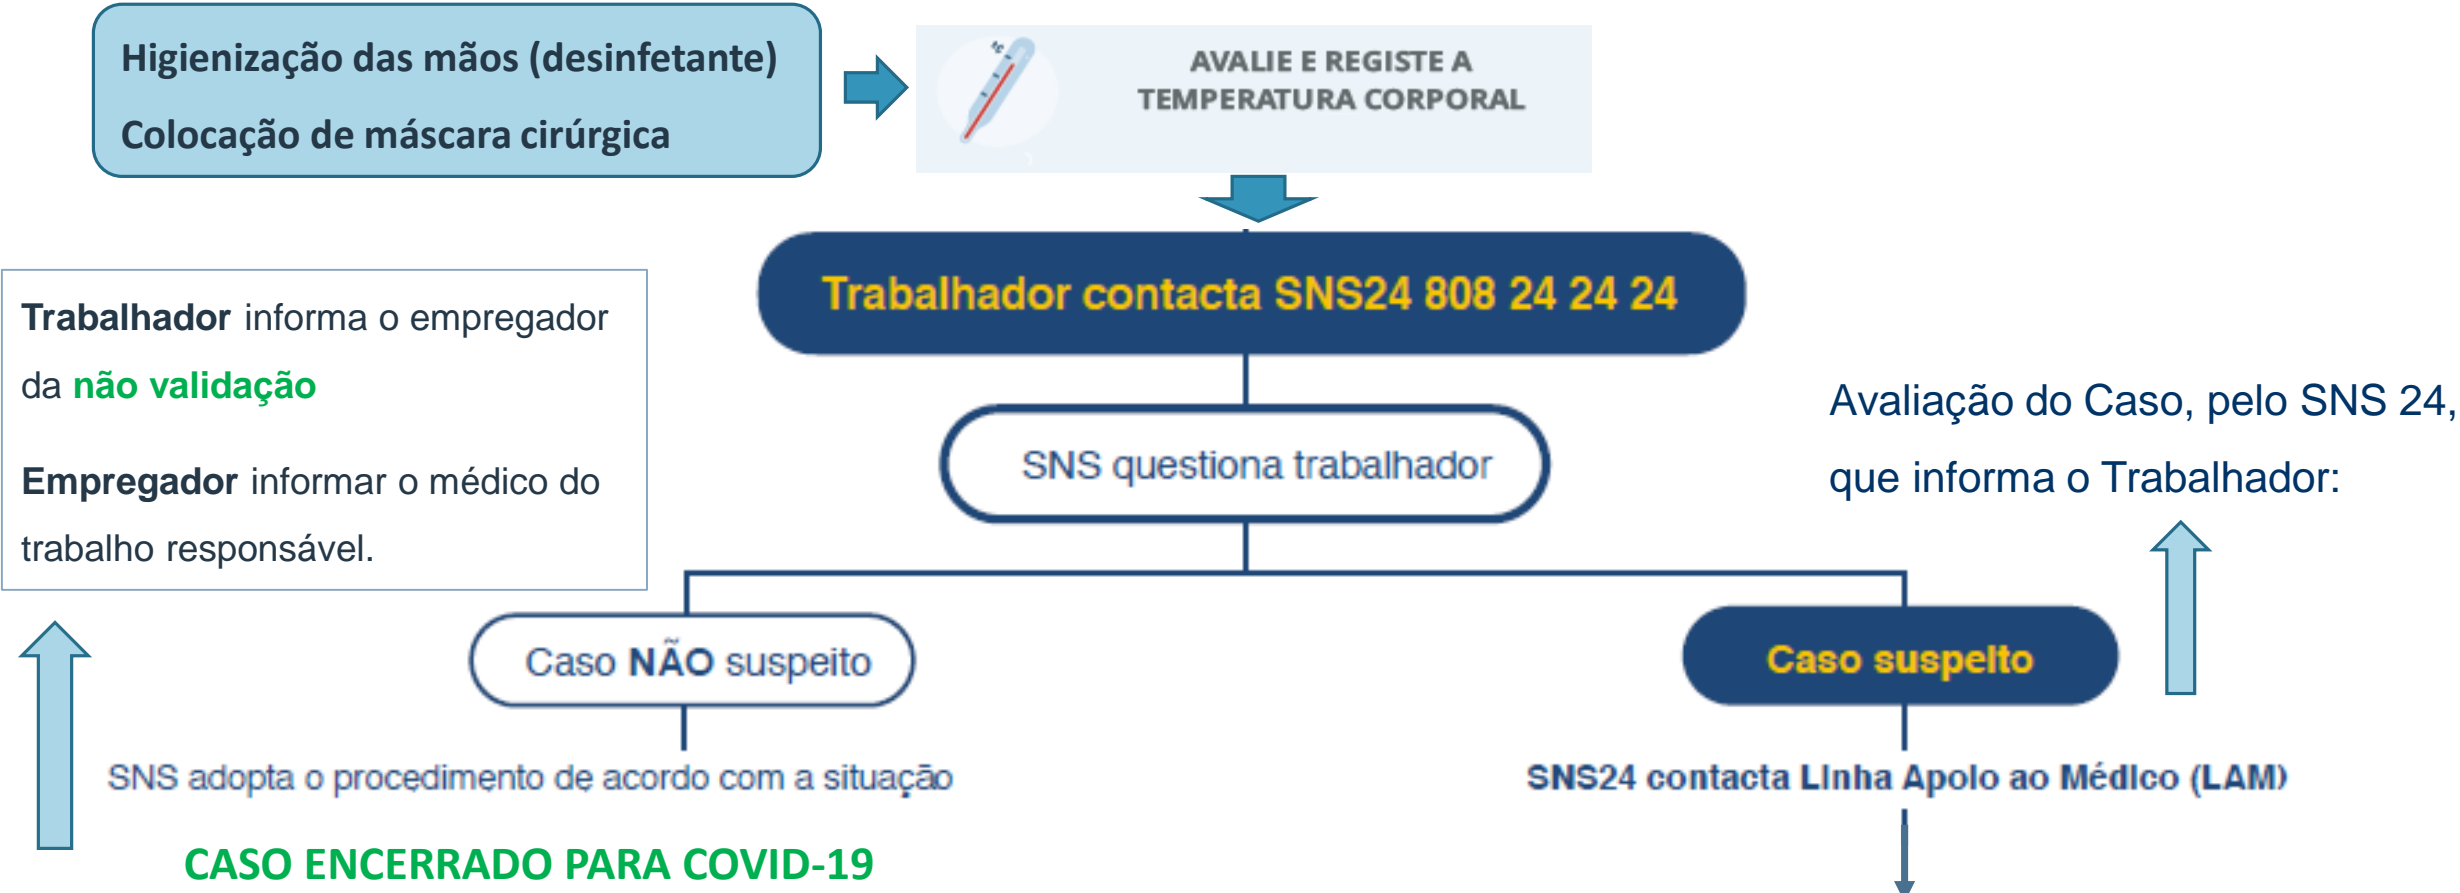 Higienização das mãos (desinfetante)
Colocação de máscara cirúrgica
°C
AVALIE E REGISTE A
TEMPERATURA CORPORAL
Trabalhador contacta SNS24 808 24 24 24
Trabalhador informa o empregador
da não validação
Empregador informar o médico do
trabalho responsável.
SNS questiona trabalhador
Avaliação do Caso, pelo SNS 24,
que informa o Trabalhador:
Caso NÃO suspeito
Caso suspeito
SNS adopta o procedimento de acordo com a situação
SNS24 contacta Linha Apoio ao Médico (LAM)
CASO ENCERRADO PARA COVID-19